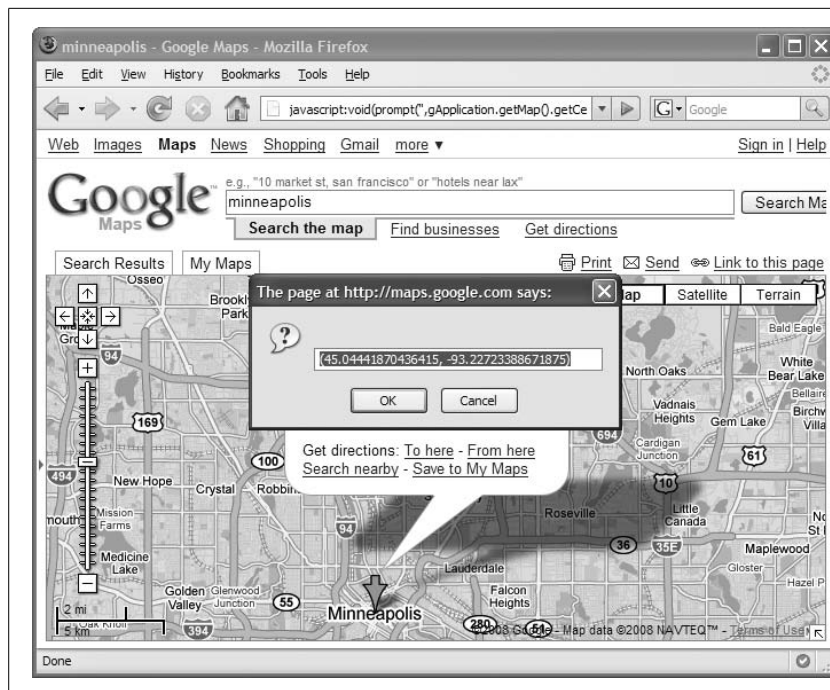 minneapolis - Google Maps - Mozilla Firefox
File Edit View History Bookmarks Tools Help
javascript:void(prompt('',gApplication.getMap().getCe
G Google
Web Images Maps News Shopping Gmail more ▼
Sign in | Help
Google™
Maps
e.g., "10 market st, san francisco" or "hotels near lax"
minneapolis
Search Ma
Search the map Find businesses Get directions
Search Results My Maps
Print Send Link to this page
Osseo
Brookl
Park
The page at http://maps.google.com says:
Satellite Terrain
(45.04441870436415, -93.22723388671875)
OK Cancel
Bald Eagle
White
Bear Lake
North Oaks
Vadnais
Heights
Gem Lake
Bellaire
Birchw
Villa
94
169
694
Cardigan
Junction
61
Get directions: To here - From here
Search nearby - Save to My Maps
100
494
New Hope
Crystal
Robbin
10
Little
Canada
Roseville
mouth
Mission
Farms
94
36
35E
Maplewood
Medicine
Lake
Lauderdale
Gloster
Golden
Valley
Glenwood
Junction
55
Falcon
Heights
Hazel P
Minneapolis
2 mi
5 km
394
280
51
©2008 Google - Map data ©2008 NAVTEQ™ - Terms of Use
Done